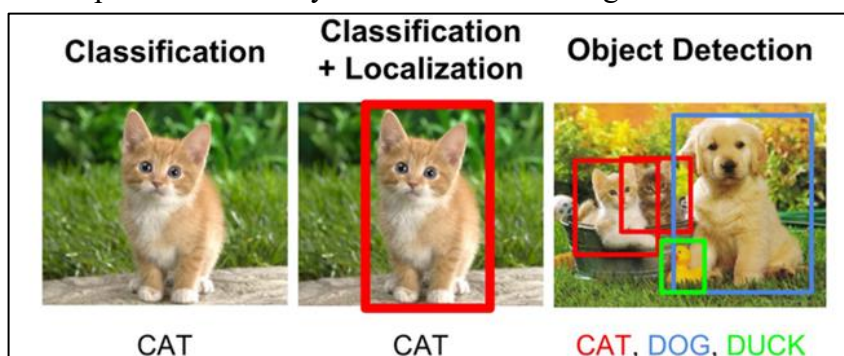 Classification
Classification
+ Localization
Object Detection
CAT
CAT
CAT, DOG, DUCK